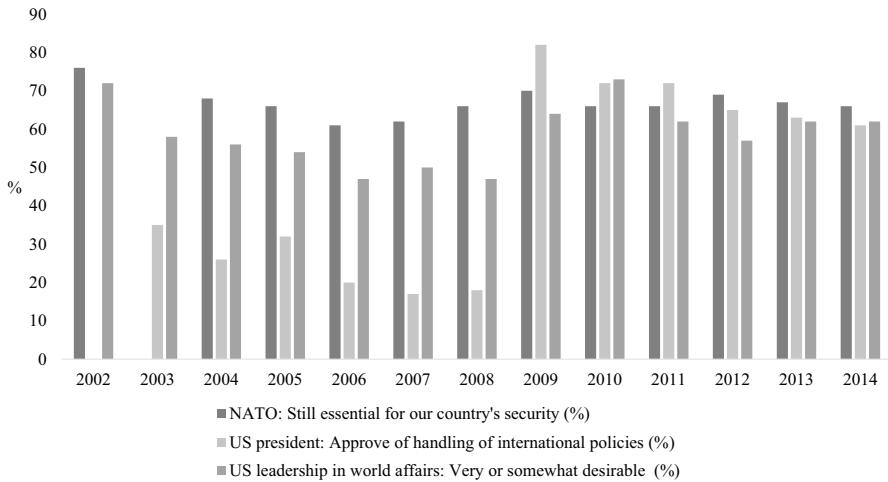 90
80
70
60
50
%
40
30
20
10
0
2002 2003 2004 2005 2006 2007 2008 2009 2010 2011 2012 2013 2014
NATO: Still essential for our country's security (%)
US president: Approve of handling of international policies (%)
US leadership in world affairs: Very or somewhat desirable (%)